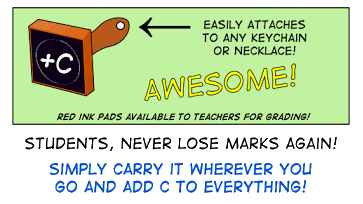 +C
EASILY ATTACHES
TO ANY KEYCHAIN
OR NECKLACE!
AWESOME!
RED INK PADS AVAILABLE TO TEACHERS FOR GRADING!
STUDENTS, NEVER LOSE MARKS AGAIN!
SIMPLY CARRY IT WHEREVER YOU
GO AND ADD C TO EVERYTHING!